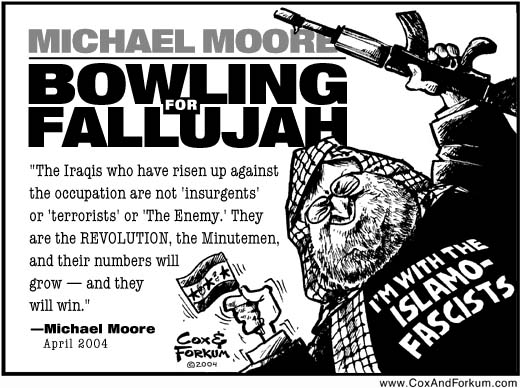 MICHAEL MOORE
BOWLING
FOR
FALLUJAH
"The Iraqis who have risen up against
the occupation are not 'insurgents'
or 'terrorists' or 'The Enemy.' They
are the REVOLUTION, the Minutemen,
and their numbers will
grow — and they
will win."
—Michael Moore
April 2004
COX &
FORKUM
©2004
I'M WITH THE
ISLAMO-
FASCISTS
www.CoxAndForkum.com